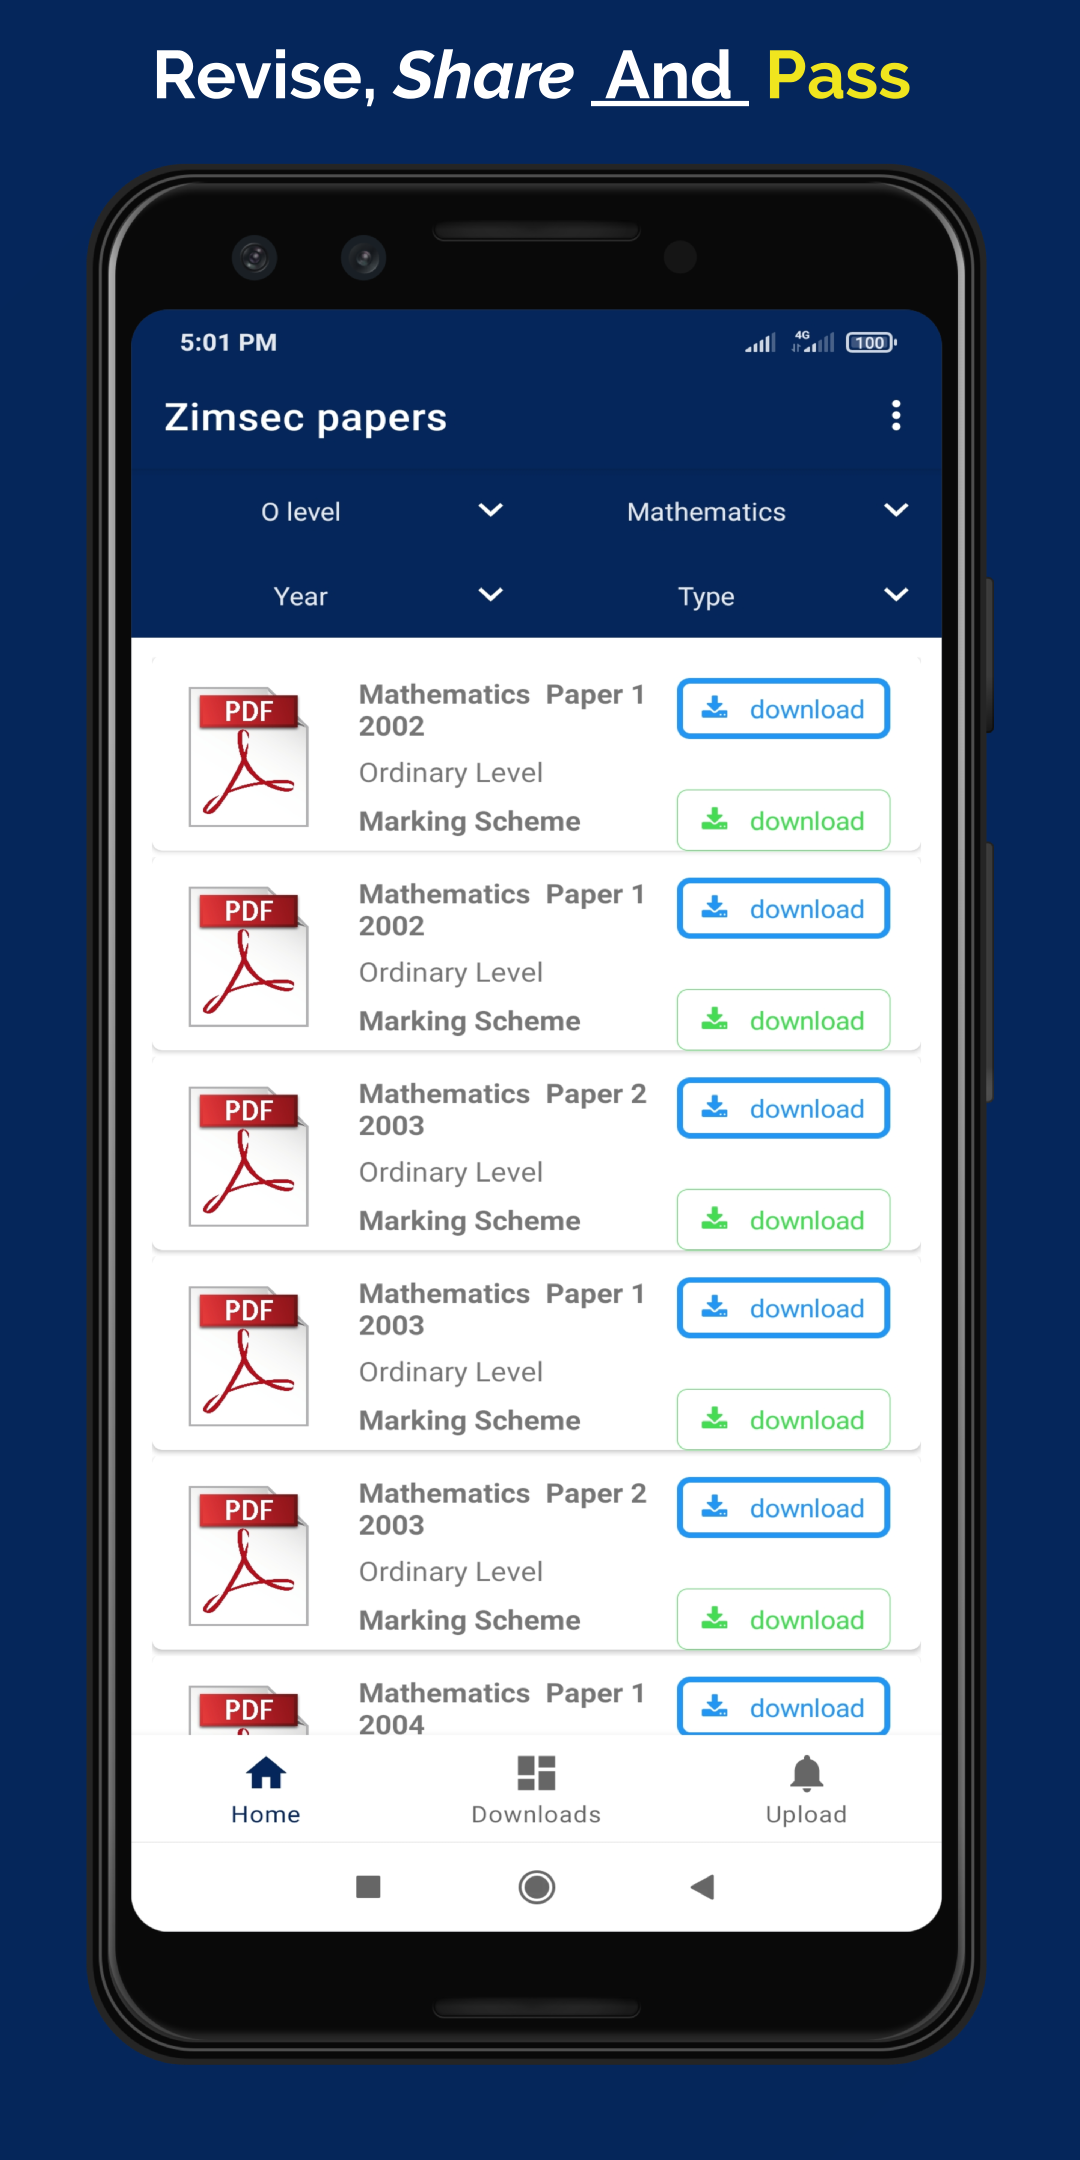 Revise, Share And Pass
5:01 PM 4G 100
Zimsec papers
O level Mathematics
Year Type
PDF Mathematics Paper 1 download
2002
Ordinary Level
Marking Scheme download
PDF Mathematics Paper 1 download
2002
Ordinary Level
Marking Scheme download
PDF Mathematics Paper 2 download
2003
Ordinary Level
Marking Scheme download
PDF Mathematics Paper 1 download
2003
Ordinary Level
Marking Scheme download
PDF Mathematics Paper 2 download
2003
Ordinary Level
Marking Scheme download
PDF Mathematics Paper 1 download
2004
Home Downloads Upload